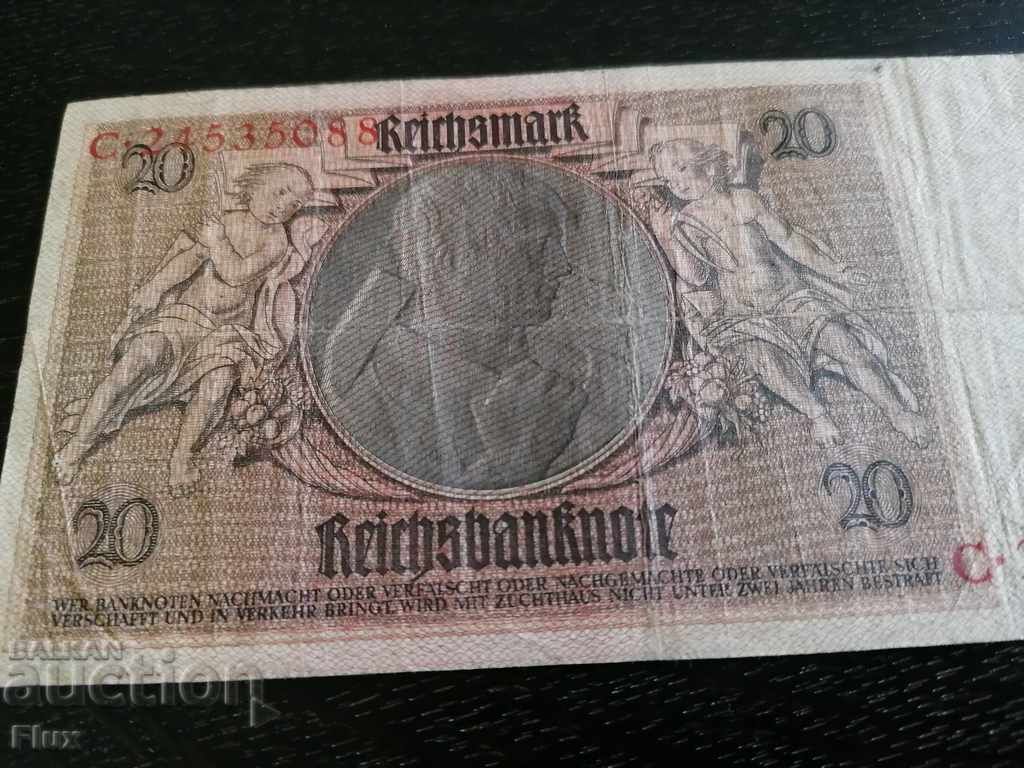 C·24535088
Reichsmark
20
20
20
20
Reichsbanknote
C·
WER BANKNOTEN NACHMACHT ODER VERFÄLSCHT ODER NACHGEMACHTE ODER VERFÄLSCHTE SICH
VERSCHAFFT UND IN VERKEHR BRINGT, WIRD MIT ZUCHTHAUS NICHT UNTER ZWEI JAHREN BESTRAFT
BALKAN
auction
Flux